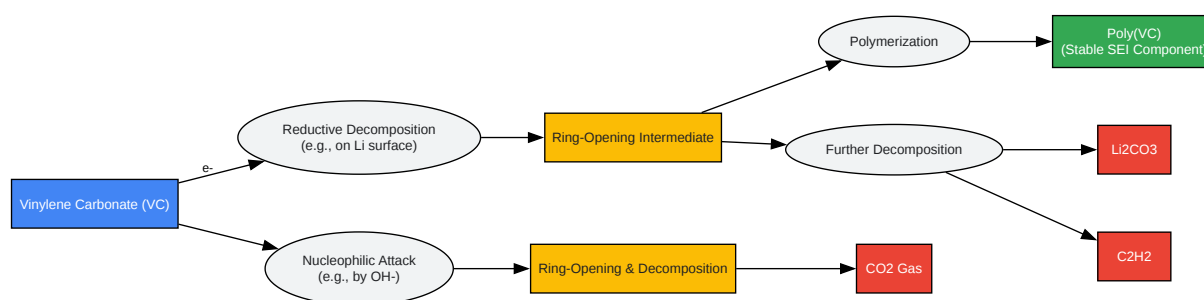 Polymerization
Poly(VC)
(Stable SEI Component)
Reductive Decomposition
(e.g., on Li surface)
Ring-Opening Intermediate
Further Decomposition
Li2CO3
e-
Vinylene Carbonate (VC)
Nucleophilic Attack
(e.g., by OH-)
Ring-Opening & Decomposition
CO2 Gas
C2H2